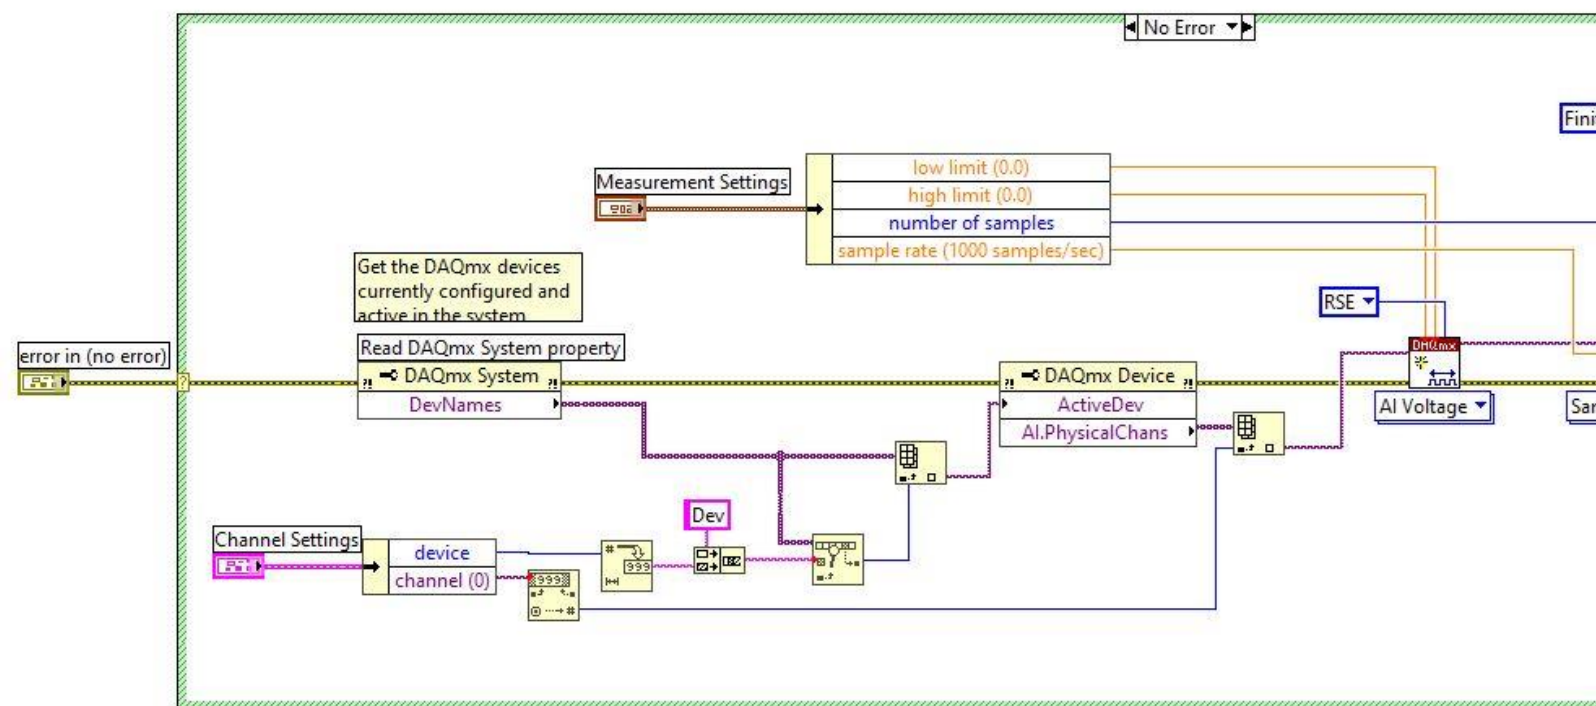 No Error
Fini
low limit (0.0)
Measurement Settings
high limit (0.0)
number of samples
sample rate (1000 samples/sec)
Get the DAQmx devices
currently configured and
active in the system
RSE
error in (no error)
Read DAQmx System property
DAQmx System
DAQmx Device
DAQmx
DevNames
ActiveDev
AI Voltage
Sar
AI.PhysicalChans
Dev
Channel Settings
device
channel (0)
999
999